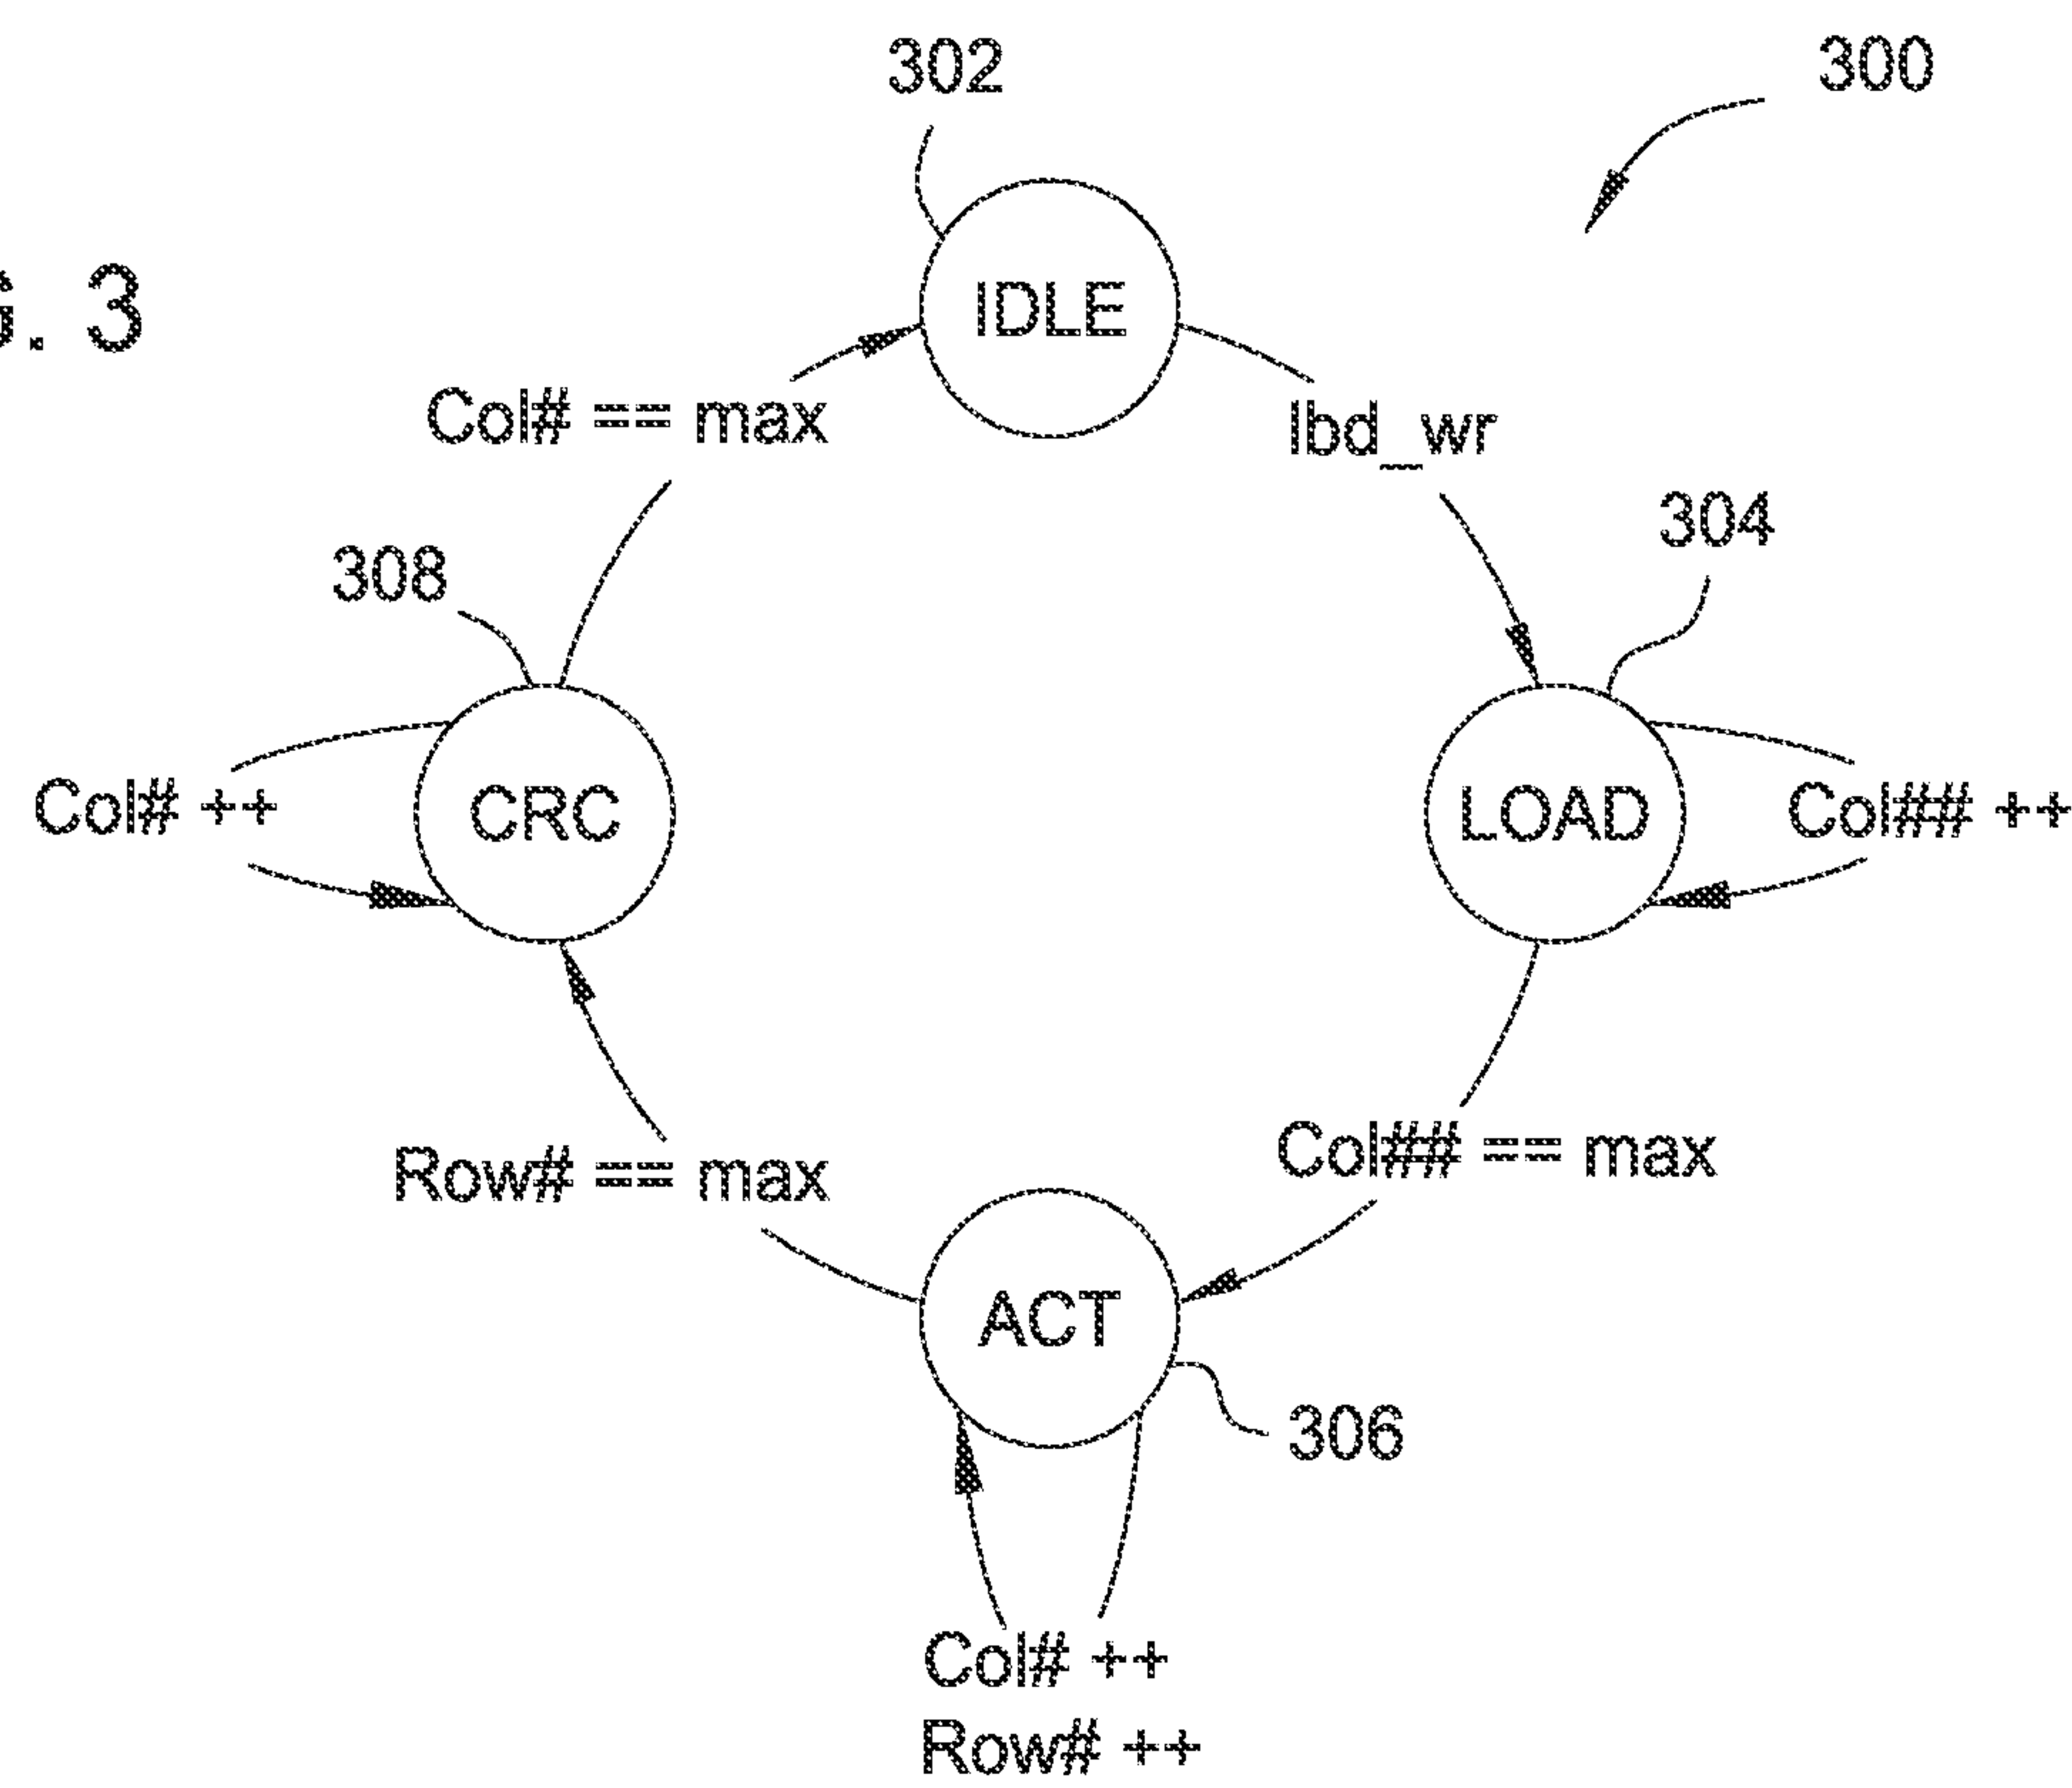 302
300
G. 3
IDLE
Col# == max
lbd_wr
304
308
Col# ++
CRC
LOAD
Col## ++
Row# == max
Col## == max
ACT
306
Col# ++
Row# ++